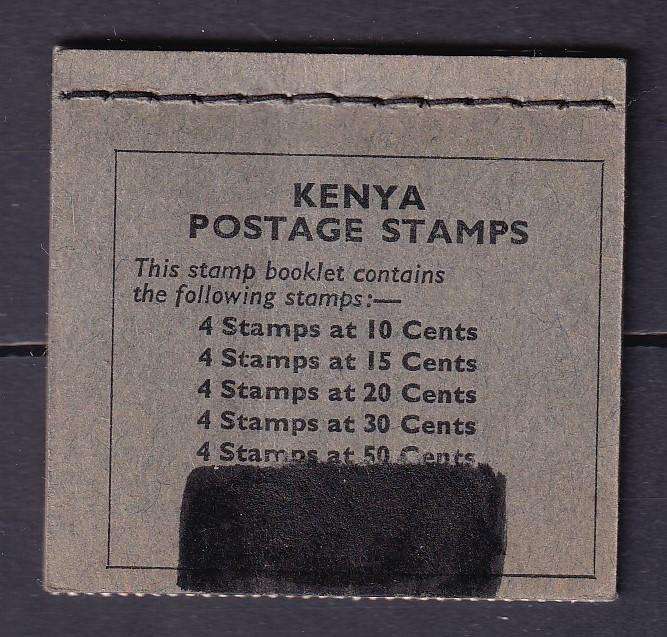 KENYA
POSTAGE STAMPS
This stamp booklet contains
the following stamps:—
4 Stamps at 10 Cents
4 Stamps at 15 Cents
4 Stamps at 20 Cents
4 Stamps at 30 Cents
4 Stamps at 50 Cents